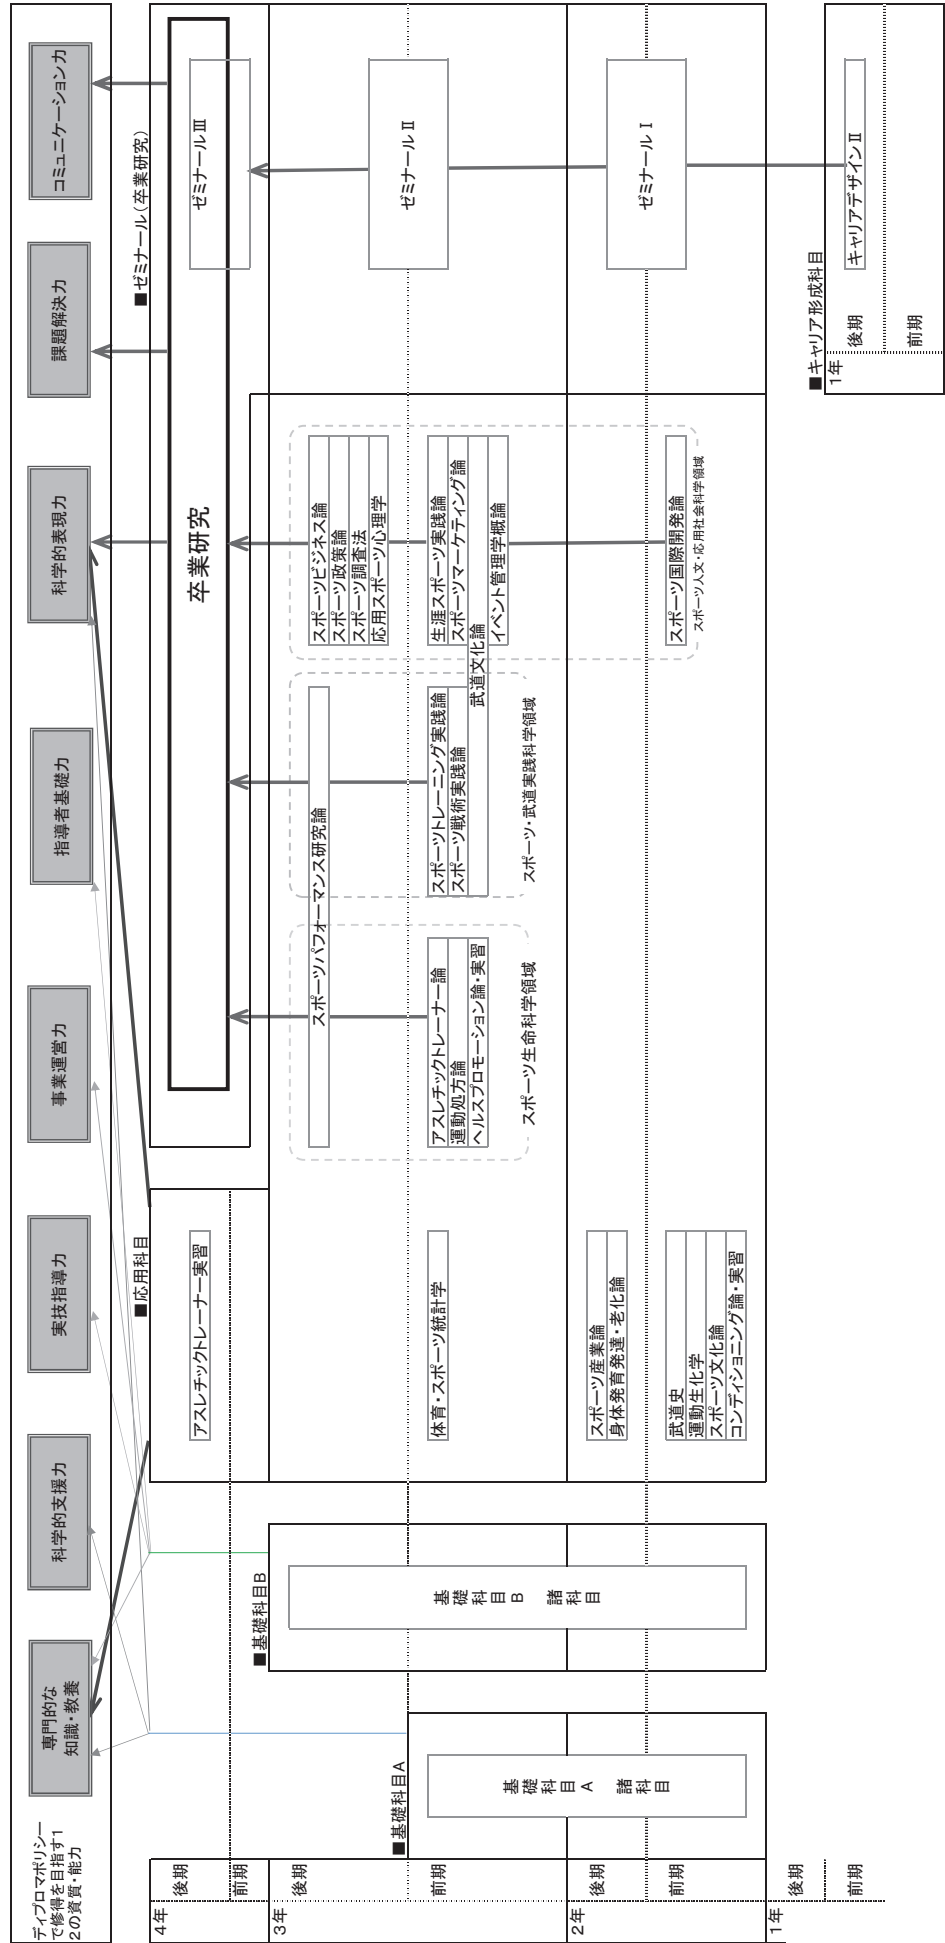 ディプロマポリシー
で修得を目指す1
2の資質・能力
専門的な
知識・教養
科学的支援力
実技指導力
事業運営力
指導者基礎力
科学的表現力
課題解決力
コミュニケーション力
4年
後期
前期
3年
後期
前期
2年
後期
前期
1年
後期
前期
■基礎科目A
基礎科目A 諸科目
■基礎科目B
基礎科目B 諸科目
■応用科目
アスレチックトレーナー実習
体育・スポーツ統計学
スポーツ産業論
身体発育発達・老化論
武道史
運動生化学
スポーツ文化論
コンディショニング論・実習
■ゼミナール(卒業研究)
卒業研究
スポーツパフォーマンス研究論
アスレチックトレーナー論
運動処方論
ヘルスプロモーション論・実習
スポーツ生命科学領域
スポーツトレーニング実践論
スポーツ戦術実践論
武道文化論
スポーツ・武道実践科学領域
スポーツビジネス論
スポーツ政策論
スポーツ調査法
応用スポーツ心理学
生涯スポーツ実践論
スポーツマーケティング論
イベント管理学概論
スポーツ国際開発論
スポーツ人文・応用社会科学領域
ゼミナールⅢ
ゼミナールⅡ
ゼミナールⅠ
■キャリア形成科目
1年
後期
前期
キャリアデザインⅡ